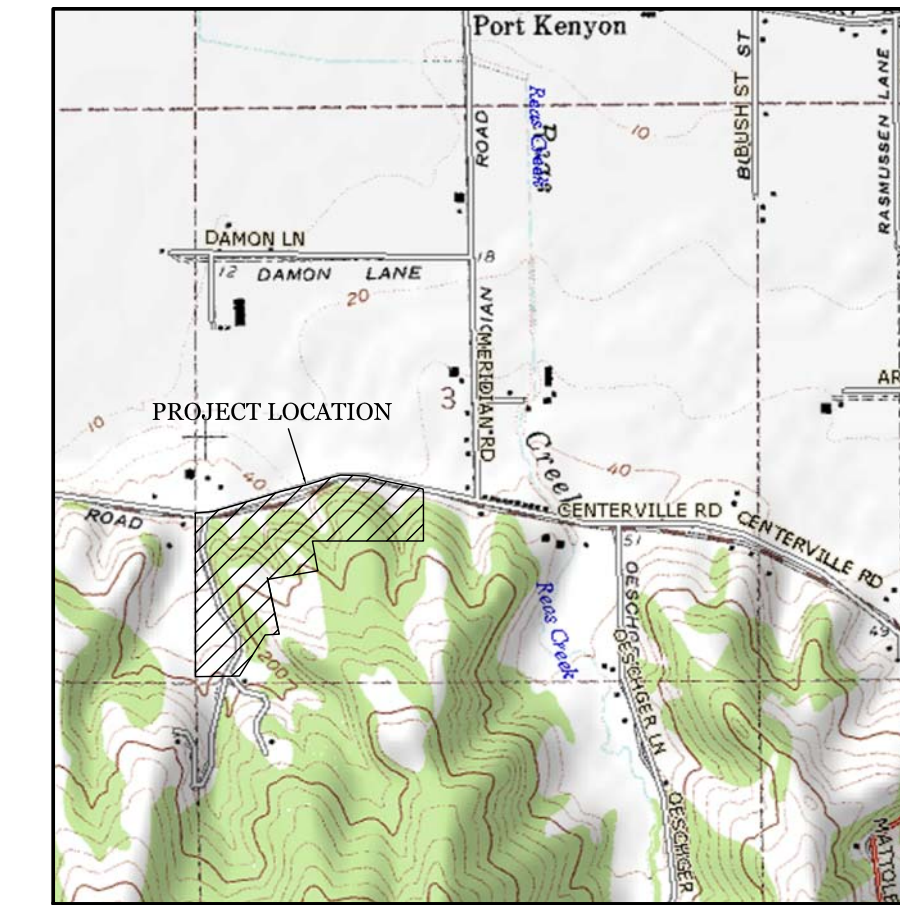 Port Kenyon
BUSH ST
RASMUSSEN LANE
ROAD
Reas Creek
10
DAMON LN
12
DAMON LANE
18
20
MERIDIAN RD
3
AR
PROJECT LOCATION
10
40
Creek
40
ROAD
CENTERVILLE RD
CENTERVILLE RD
51
49
Reas Creek
OESCHGER LN
200
OESCHGER
MATTOLE